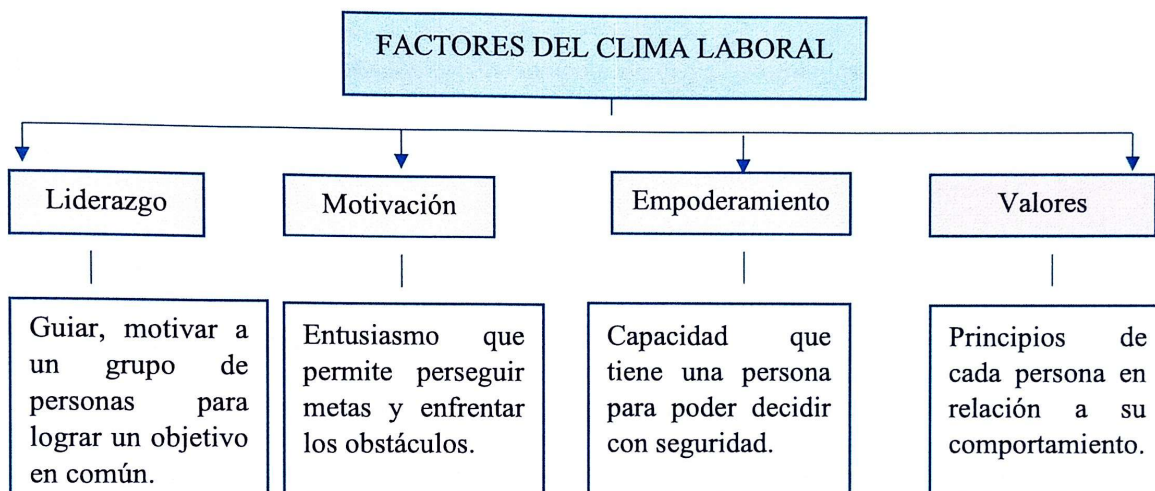 FACTORES DEL CLIMA LABORAL
Liderazgo
Motivación
Empoderamiento
Valores
Guiar, motivar a
un grupo de
personas para
lograr un objetivo
en común.
Entusiasmo que
permite perseguir
metas y enfrentar
los obstáculos.
Capacidad que
tiene una persona
para poder decidir
con seguridad.
Principios de
cada persona en
relación a su
comportamiento.